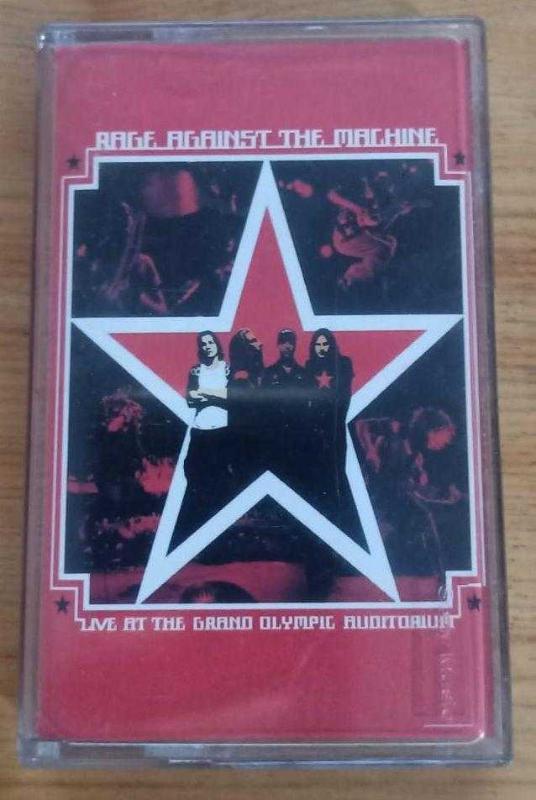 RAGE AGAINST THE MACHINE
LIVE AT THE GRAND OLYMPIC AUDITORIUM